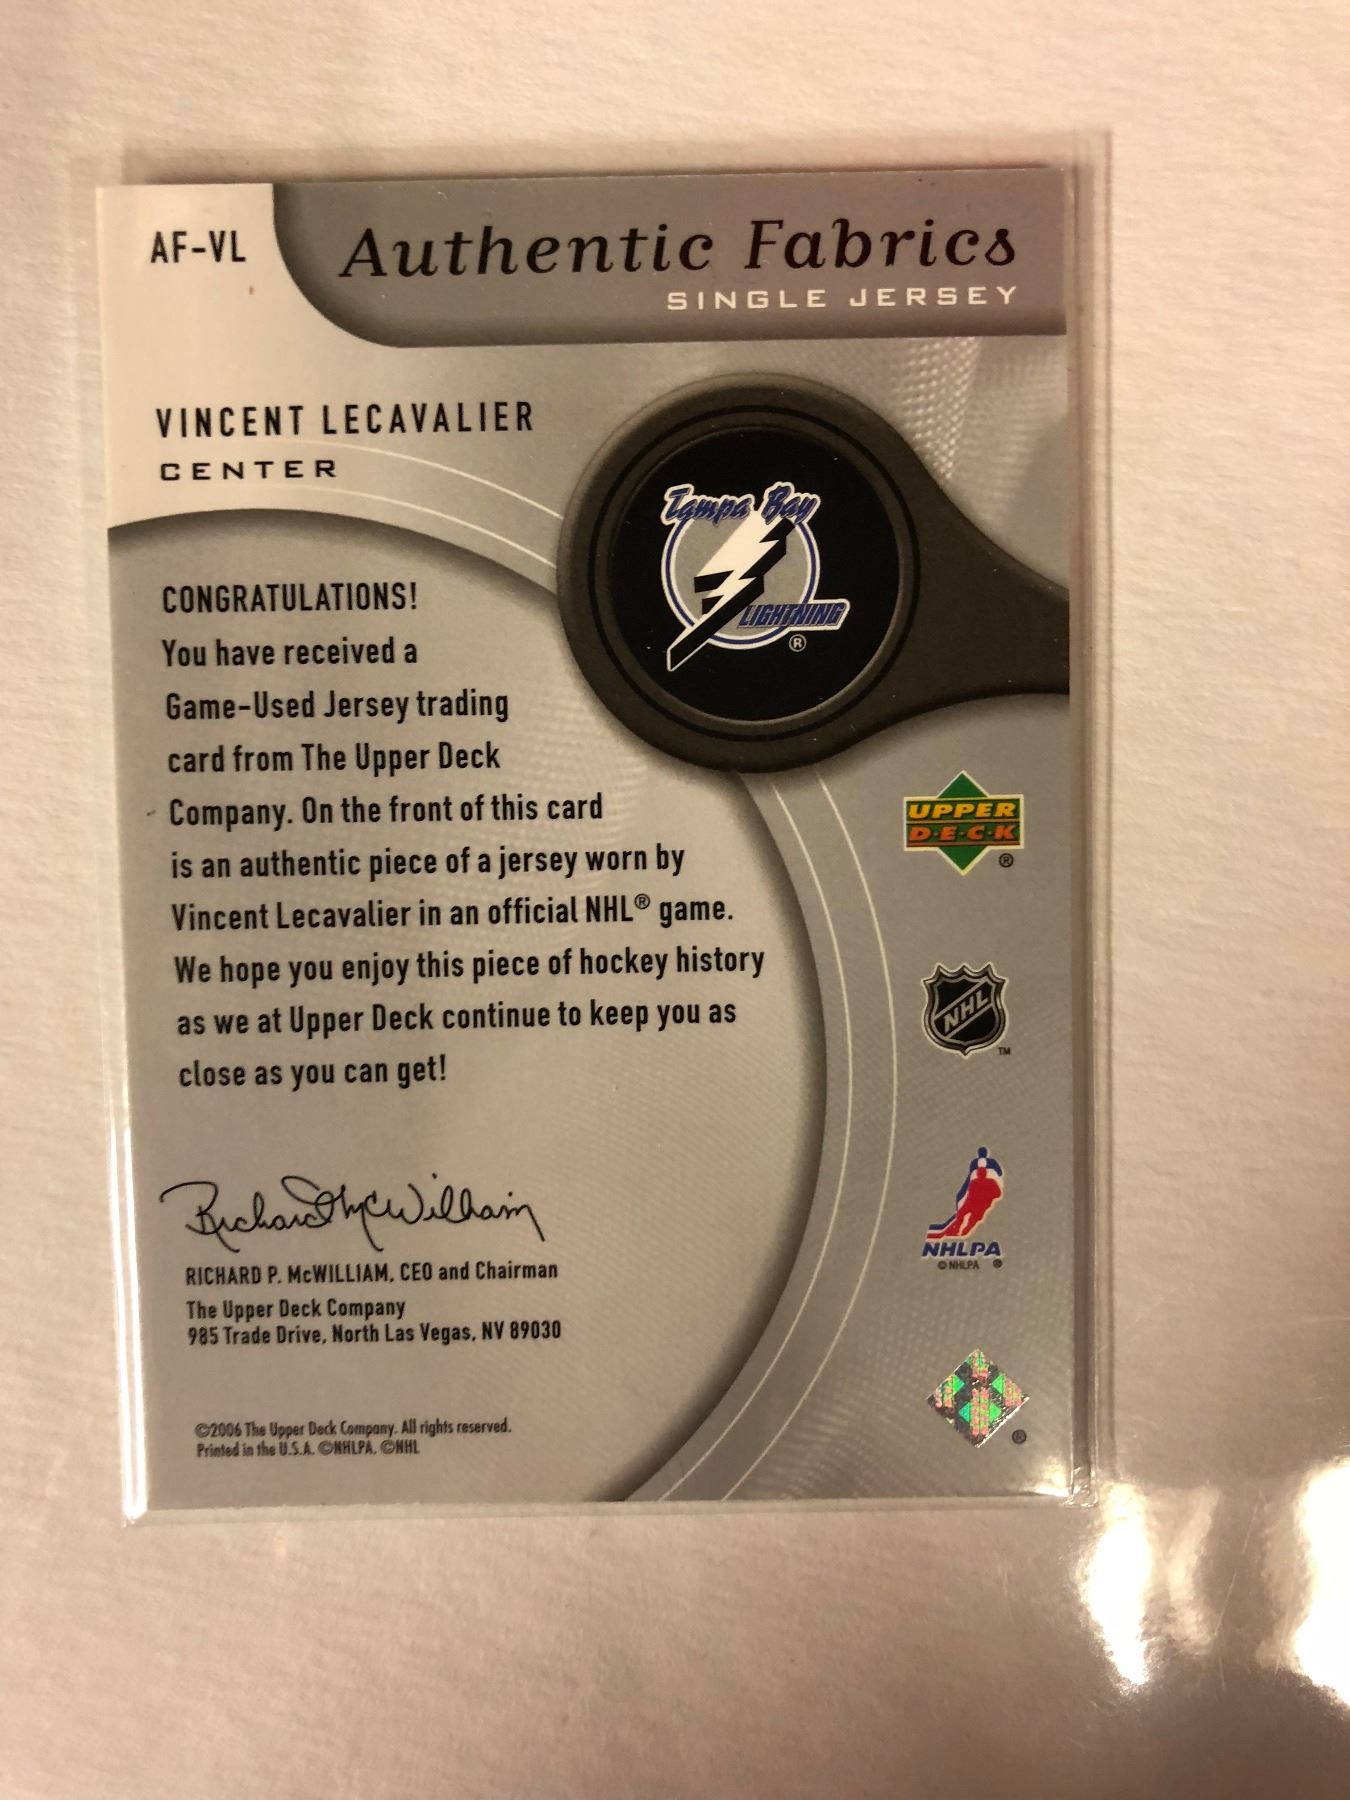 AF-VL
Authentic Fabrics
SINGLE JERSEY
VINCENT LECAVALIER
CENTER
Tampa Bay
LIGHTNING
®
CONGRATULATIONS!
You have received a
Game-Used Jersey trading
card from The Upper Deck
Company. On the front of this card
is an authentic piece of a jersey worn by
Vincent Lecavalier in an official NHL® game.
We hope you enjoy this piece of hockey history
as we at Upper Deck continue to keep you as
close as you can get!
UPPER
D·E·C·K
®
NHL
TM
NHLPA
© NHLPA ®
Richard McWilliam
RICHARD P. McWILLIAM, CEO and Chairman
The Upper Deck Company
985 Trade Drive, North Las Vegas, NV 89030
©2006 The Upper Deck Company. All rights reserved.
Printed in the U.S.A. ©NHLPA. ©NHL
®